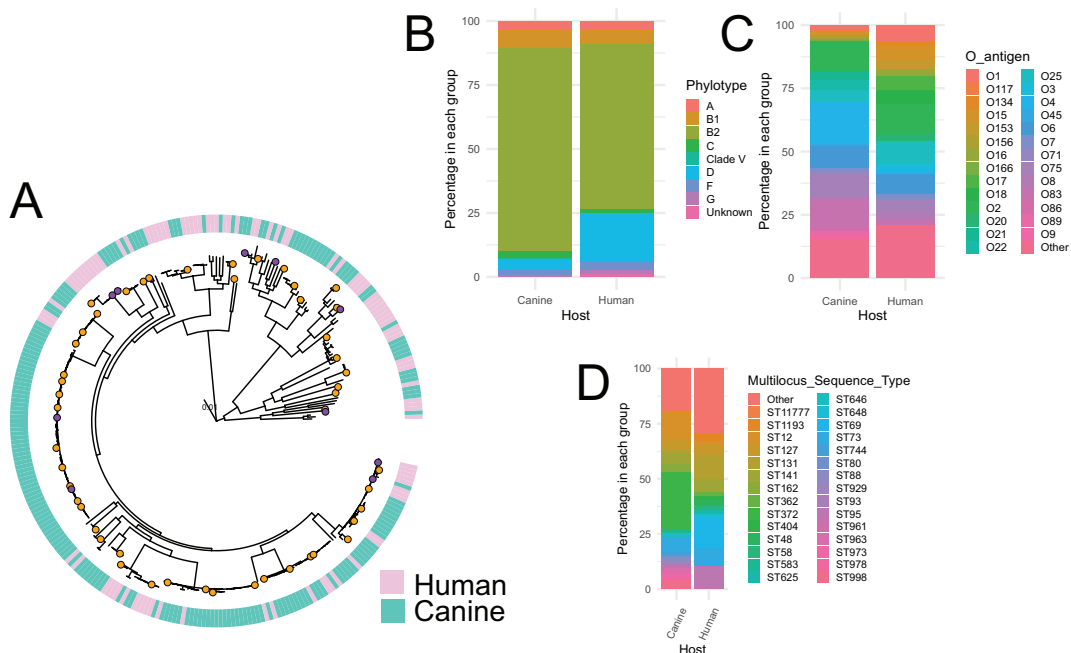 A
0.01
Human
Canine
B
Percentage in each group
100
75
50
25
0
Canine
Human
Host
Phylotype
A
B1
B2
C
Clade V
D
F
G
Unknown
C
Percentage in each group
100
75
50
25
0
Canine
Human
Host
O_antigen
O1
O117
O134
O15
O153
O156
O16
O166
O17
O18
O2
O20
O21
O22
O25
O3
O4
O45
O6
O7
O71
O75
O8
O83
O86
O89
O9
Other
D
Percentage in each group
100
75
50
25
0
Canine
Human
Host
Multilocus_Sequence_Type
Other
ST11777
ST1193
ST12
ST127
ST131
ST141
ST162
ST362
ST372
ST404
ST48
ST58
ST583
ST625
ST646
ST648
ST69
ST73
ST744
ST80
ST88
ST929
ST93
ST95
ST961
ST963
ST973
ST978
ST998